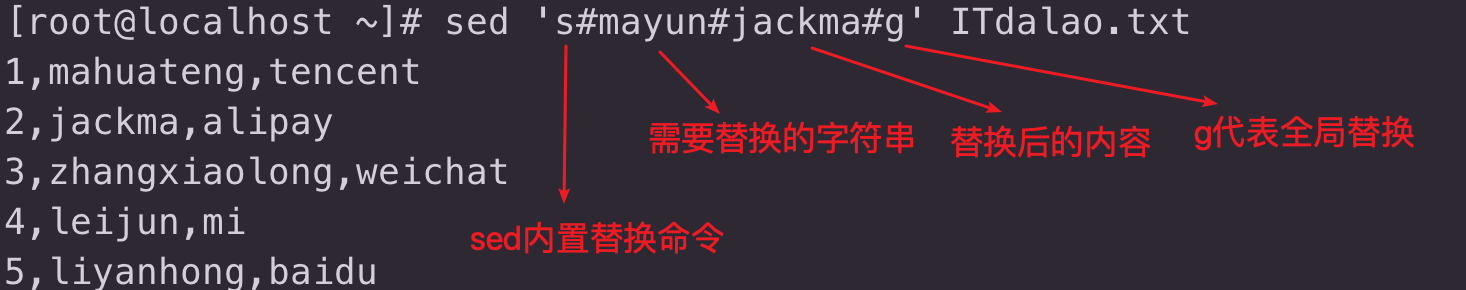 [root@localhost ~]# sed 's#mayun#jackma#g' ITdalao.txt
1,mahuateng,tencent
2,jackma,alipay
需要替换的字符串
替换后的内容
g代表全局替换
3,zhangxiaolong,weichat
4,leijun,mi
sed内置替换命令
5,liyanhong,baidu